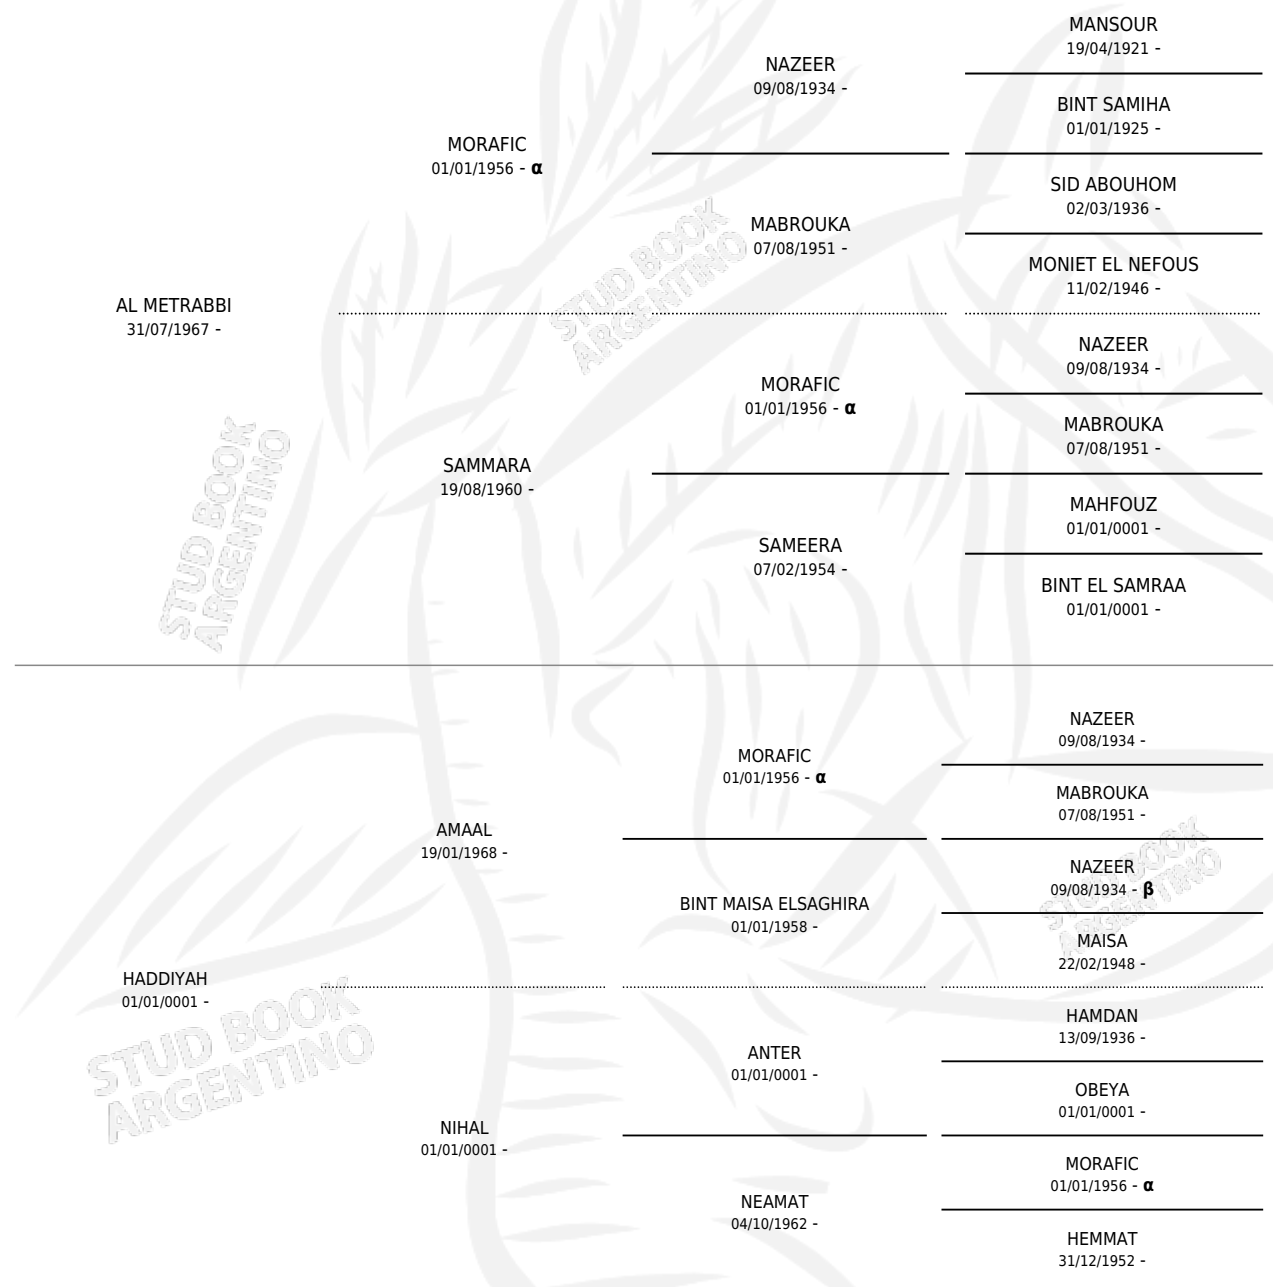 MANSOUR
19/04/1921 -
NAZEER
09/08/1934 -
BINT SAMIHA
01/01/1925 -
MORAFIC
01/01/1956 - α
SID ABOUHOM
02/03/1936 -
MABROUKA
07/08/1951 -
MONIET EL NEFOUS
11/02/1946 -
AL METRABBI
31/07/1967 -
NAZEER
09/08/1934 -
MORAFIC
01/01/1956 - α
MABROUKA
07/08/1951 -
SAMMARA
19/08/1960 -
MAHFOUZ
01/01/0001 -
SAMEERA
07/02/1954 -
BINT EL SAMRAA
01/01/0001 -
STUD BOOK
ARGENTINO
STUD BOOK
ARGENTINO
NAZEER
09/08/1934 -
MORAFIC
01/01/1956 - α
MABROUKA
07/08/1951 -
AMAAL
19/01/1968 -
NAZEER
09/08/1934 - β
BINT MAISA ELSAGHIRA
01/01/1958 -
MAISA
22/02/1948 -
HADDIYAH
01/01/0001 -
HAMDAN
13/09/1936 -
ANTER
01/01/0001 -
OBEYA
01/01/0001 -
NIHAL
01/01/0001 -
MORAFIC
01/01/1956 - α
NEAMAT
04/10/1962 -
HEMMAT
31/12/1952 -
STUD BOOK
ARGENTINO
STUD BOOK
ARGENTINO